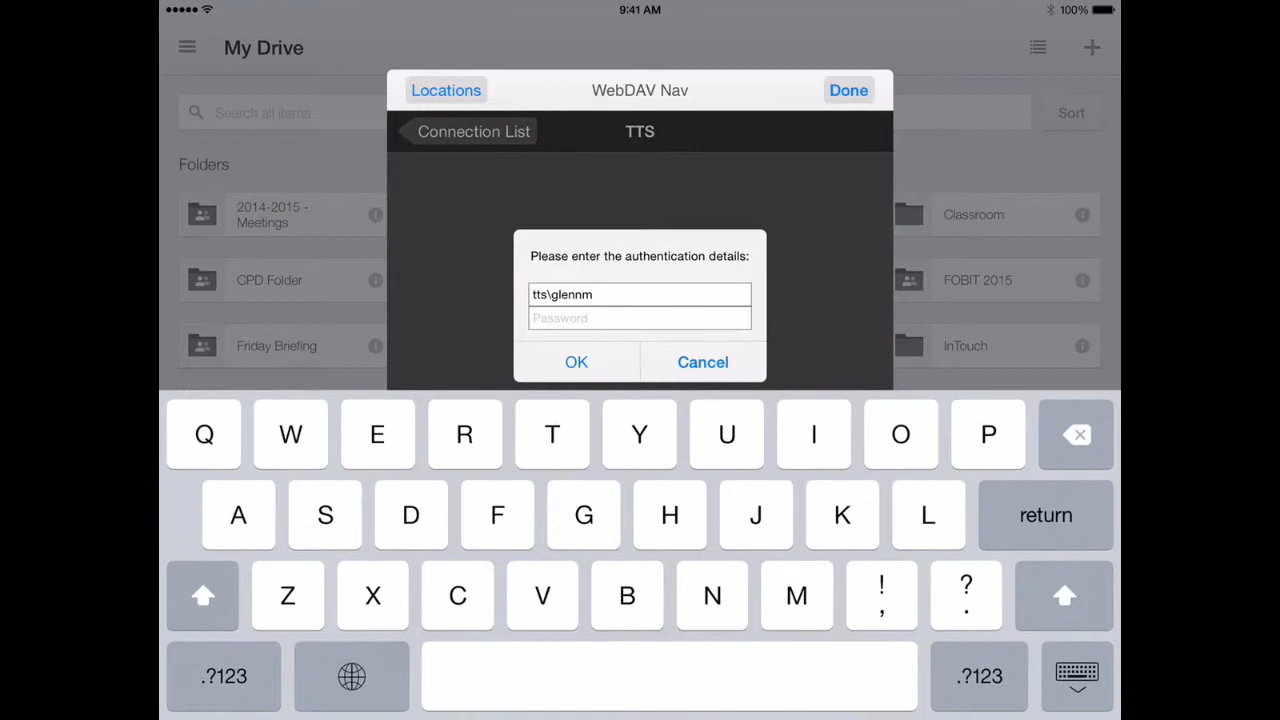 9:41 AM
100%
My Drive
Locations
WebDAV Nav
Done
Search all items
Sort
Connection List
TTS
Folders
2014-2015 -
Meetings
Classroom
CPD Folder
FOBIT 2015
Friday Briefing
InTouch
Please enter the authentication details:
tts\glennm
Password
OK
Cancel
Q W E R T Y U I O P
A S D F G H J K L return
Z X C V B N M ! , ? .
.?123 .?123